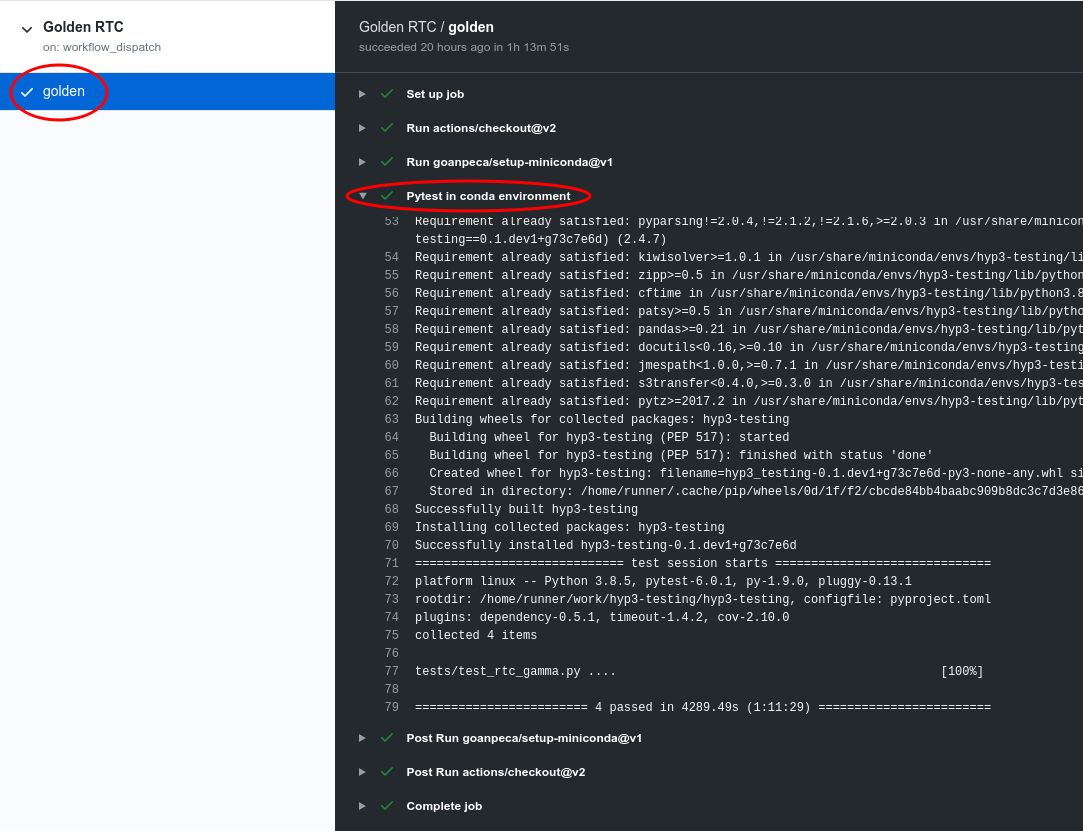 Golden RTC
on: workflow_dispatch
golden
Golden RTC / golden
succeeded 20 hours ago in 1h 13m 51s
Set up job
Run actions/checkout@v2
Run goanpeca/setup-miniconda@v1
Pytest in conda environment
53 Requirement already satisfied: pyparsing!=2.0.4,!=2.1.2,!=2.1.6,>=2.0.3 in /usr/share/minicon
testing==0.1.dev1+g73c7e6d) (2.4.7)
54 Requirement already satisfied: kiwisolver>=1.0.1 in /usr/share/miniconda/envs/hyp3-testing/li
55 Requirement already satisfied: zipp>=0.5 in /usr/share/miniconda/envs/hyp3-testing/lib/python
56 Requirement already satisfied: cftime in /usr/share/miniconda/envs/hyp3-testing/lib/python3.8
57 Requirement already satisfied: patsy>=0.5 in /usr/share/miniconda/envs/hyp3-testing/lib/pytho
58 Requirement already satisfied: pandas>=0.21 in /usr/share/miniconda/envs/hyp3-testing/lib/pyt
59 Requirement already satisfied: docutils<0.16,>=0.10 in /usr/share/miniconda/envs/hyp3-testing
60 Requirement already satisfied: jmespath<1.0.0,>=0.7.1 in /usr/share/miniconda/envs/hyp3-testi
61 Requirement already satisfied: s3transfer<0.4.0,>=0.3.0 in /usr/share/miniconda/envs/hyp3-tes
62 Requirement already satisfied: pytz>=2017.2 in /usr/share/miniconda/envs/hyp3-testing/lib/pyt
63 Building wheels for collected packages: hyp3-testing
64 Building wheel for hyp3-testing (PEP 517): started
65 Building wheel for hyp3-testing (PEP 517): finished with status 'done'
66 Created wheel for hyp3-testing: filename=hyp3_testing-0.1.dev1+g73c7e6d-py3-none-any.whl si
67 Stored in directory: /home/runner/.cache/pip/wheels/0d/1f/f2/cbcde84bb4baabc909b8dc3c7d3e86
68 Successfully built hyp3-testing
69 Installing collected packages: hyp3-testing
70 Successfully installed hyp3-testing-0.1.dev1+g73c7e6d
71 ============================= test session starts ==============================
72 platform linux -- Python 3.8.5, pytest-6.0.1, py-1.9.0, pluggy-0.13.1
73 rootdir: /home/runner/work/hyp3-testing/hyp3-testing, configfile: pyproject.toml
74 plugins: dependency-0.5.1, timeout-1.4.2, cov-2.10.0
75 collected 4 items
76
77 tests/test_rtc_gamma.py .... [100%]
78
79 ======================== 4 passed in 4289.49s (1:11:29) ========================
Post Run goanpeca/setup-miniconda@v1
Post Run actions/checkout@v2
Complete job